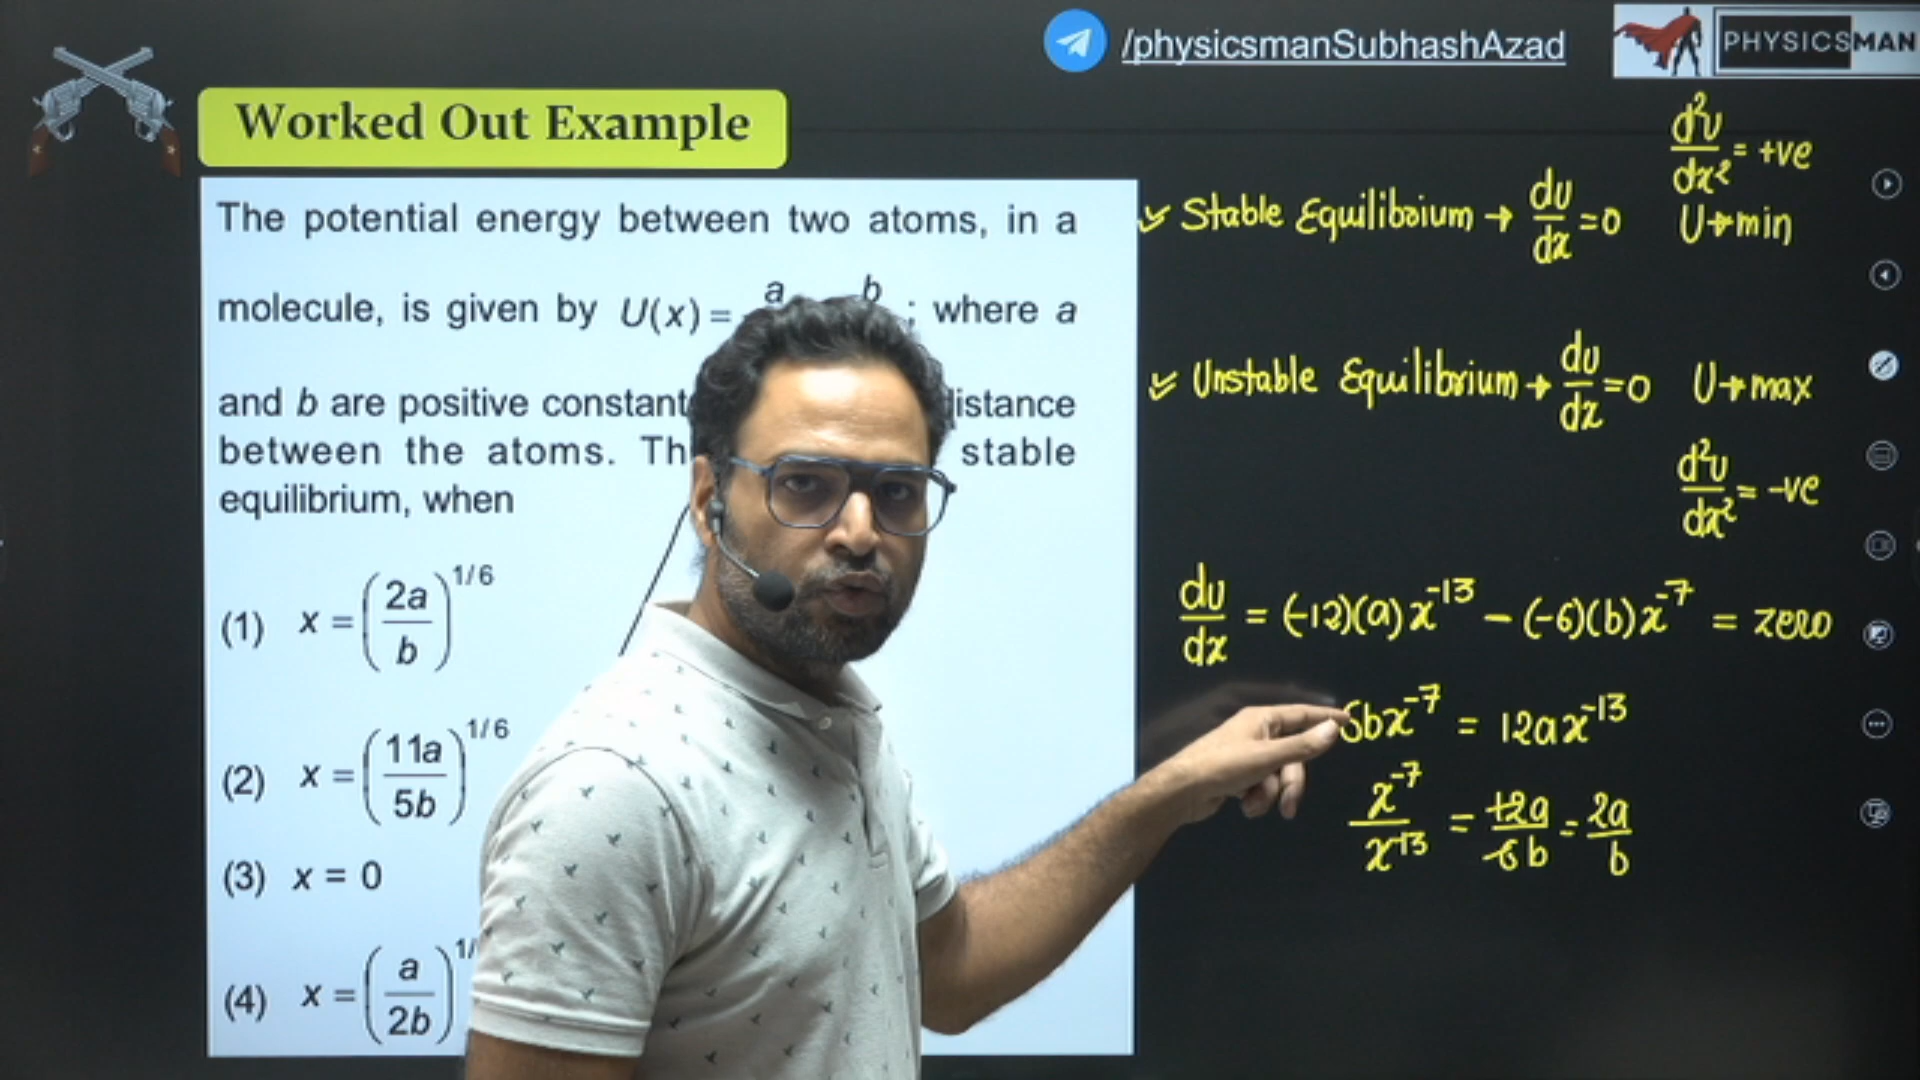 /physicsmanSubhashAzad
PHYSICSMAN
Worked Out Example
The potential energy between two atoms, in a
molecule, is given by U(x) = a b ; where a
and b are positive constant istance
between the atoms. Th stable
equilibrium, when
(1) x = (2a/b)^1/6
(2) x = (11a/5b)^1/6
(3) x = 0
(4) x = (a/2b)^1/
d²U/dx² = +ve
Stable Equilibrium → dU/dx = 0 U→min
Unstable Equilibrium → dU/dx = 0 U→max
d²U/dx² = -ve
dU/dx = (-12)(a)x^-13 - (-6)(b)x^-7 = zero
6bx^-7 = 12ax^-13
x^-7/x^-13 = 12a/6b = 2a/b